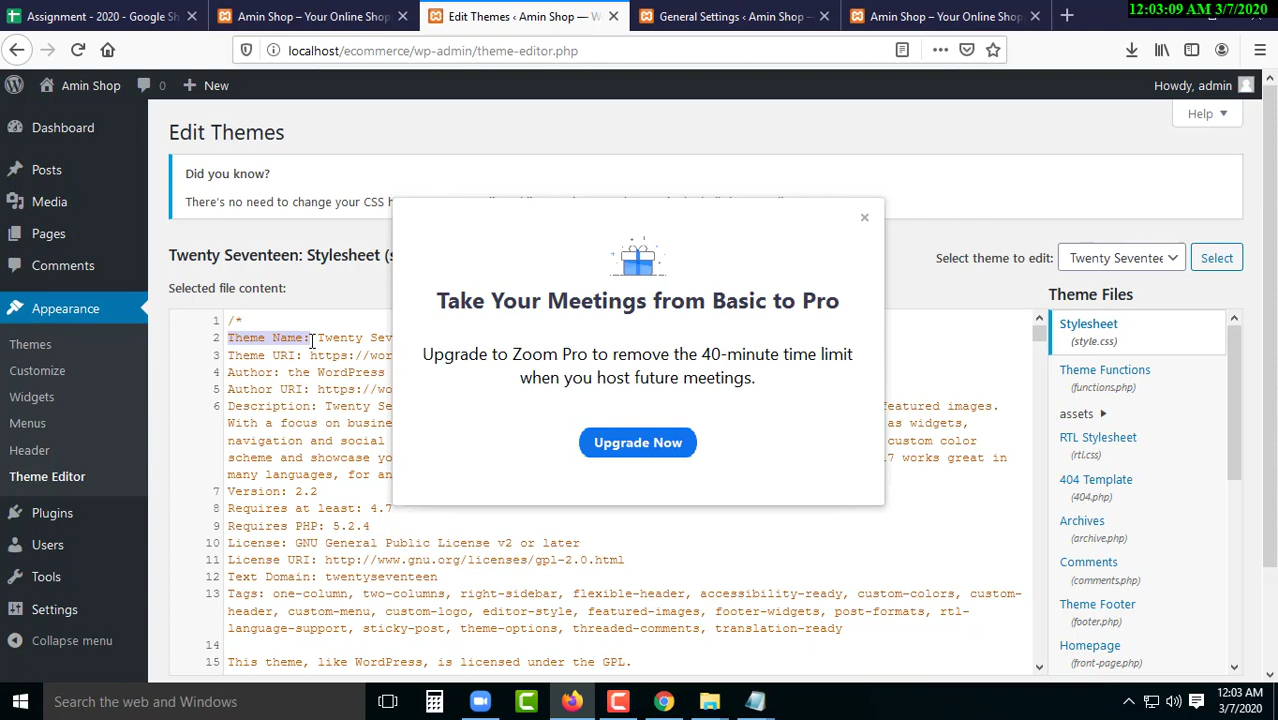 Assignment - 2020 - Google Sh
Amin Shop – Your Online Shop
Edit Themes ‹ Amin Shop — W
General Settings ‹ Amin Shop —
Amin Shop – Your Online Shop
12:03:09 AM 3/7/2020
localhost/ecommerce/wp-admin/theme-editor.php
Amin Shop
0
New
Howdy, admin
Help
Dashboard
Posts
Media
Pages
Comments
Appearance
Themes
Customize
Widgets
Menus
Header
Theme Editor
Plugins
Users
Tools
Settings
Collapse menu
Edit Themes
Did you know?
There's no need to change your CSS h
Twenty Seventeen: Stylesheet (s
Select theme to edit:
Twenty Seventee
Select
Selected file content:
1 /*
2 Theme Name: Twenty Sev
3 Theme URI: https://wor
4 Author: the WordPress
5 Author URI: https://wo
6 Description: Twenty Se featured images.
With a focus on busine as widgets,
navigation and social custom color
scheme and showcase yo 7 works great in
many languages, for an
7 Version: 2.2
8 Requires at least: 4.7
9 Requires PHP: 5.2.4
10 License: GNU General Public License v2 or later
11 License URI: http://www.gnu.org/licenses/gpl-2.0.html
12 Text Domain: twentyseventeen
13 Tags: one-column, two-columns, right-sidebar, flexible-header, accessibility-ready, custom-colors, custom-
header, custom-menu, custom-logo, editor-style, featured-images, footer-widgets, post-formats, rtl-
language-support, sticky-post, theme-options, threaded-comments, translation-ready
14
15 This theme, like WordPress, is licensed under the GPL.
×
Take Your Meetings from Basic to Pro
Upgrade to Zoom Pro to remove the 40-minute time limit
when you host future meetings.
Upgrade Now
Theme Files
Stylesheet
(style.css)
Theme Functions
(functions.php)
assets
RTL Stylesheet
(rtl.css)
404 Template
(404.php)
Archives
(archive.php)
Comments
(comments.php)
Theme Footer
(footer.php)
Homepage
(front-page.php)
Search the web and Windows
12:03 AM
3/7/2020